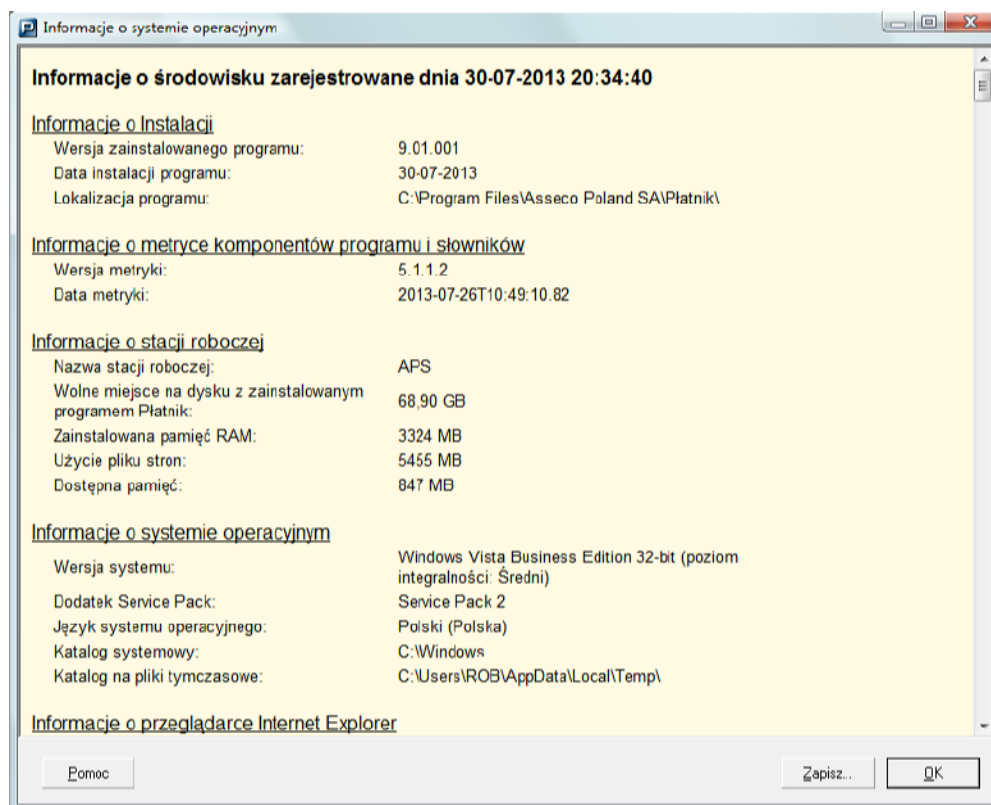 Informacje o systemie operacyjnym
Informacje o środowisku zarejestrowane dnia 30-07-2013 20:34:40
Informacje o Instalacji
Wersja zainstalowanego programu: 9.01.001
Data instalacji programu: 30-07-2013
Lokalizacja programu: C:\Program Files\Asseco Poland SA\Płatnik\
Informacje o metryce komponentów programu i słowników
Wersja metryki: 5.1.1.2
Data metryki: 2013-07-26T10:49:10.82
Informacje o stacji roboczej
Nazwa stacji roboczej: APS
Wolne miejsce na dysku z zainstalowanym
programem Płatnik: 68,90 GB
Zainstalowana pamięć RAM: 3324 MB
Użycie pliku stron: 5455 MB
Dostępna pamięć: 847 MB
Informacje o systemie operacyjnym
Wersja systemu: Windows Vista Business Edition 32-bit (poziom
integralności: Średni)
Dodatek Service Pack: Service Pack 2
Język systemu operacyjnego: Polski (Polska)
Katalog systemowy: C:\Windows
Katalog na pliki tymczasowe: C:\Users\ROB\AppData\Local\Temp\
Informacje o przeglądarce Internet Explorer
Pomoc Zapisz... OK